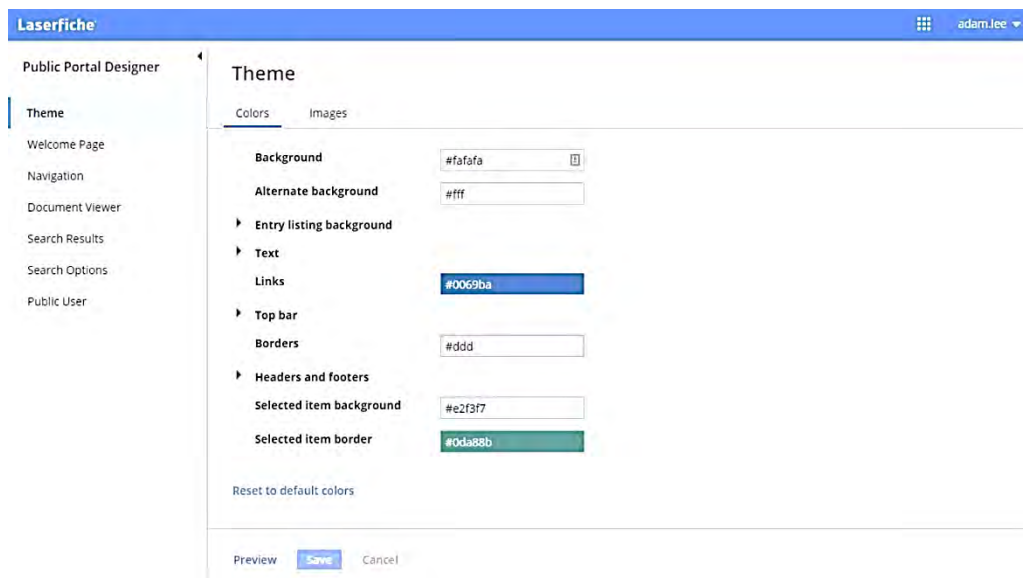 Laserfiche
adam.lee
Public Portal Designer
Theme
Welcome Page
Navigation
Document Viewer
Search Results
Search Options
Public User
Theme
Colors Images
Background #fafafa
Alternate background #fff
Entry listing background
Text
Links #0069ba
Top bar
Borders #ddd
Headers and footers
Selected item background #e2f3f7
Selected item border #0da88b
Reset to default colors
Preview Save Cancel